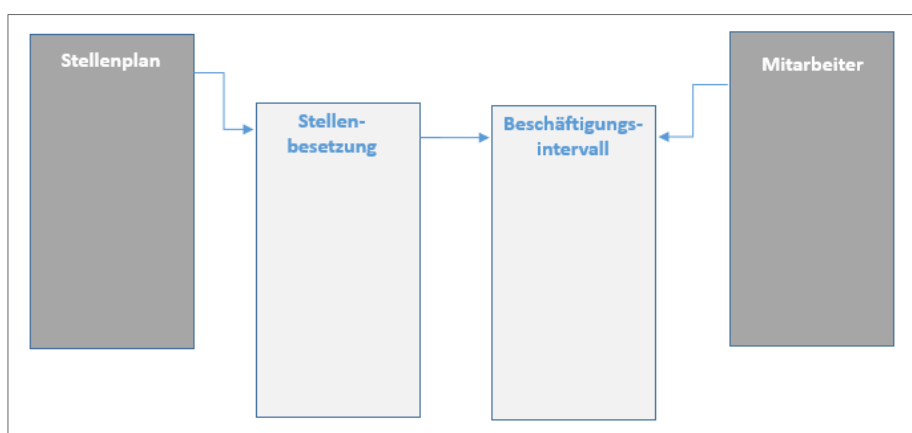 Stellenplan
Stellen-
besetzung
Beschäftigungs-
intervall
Mitarbeiter